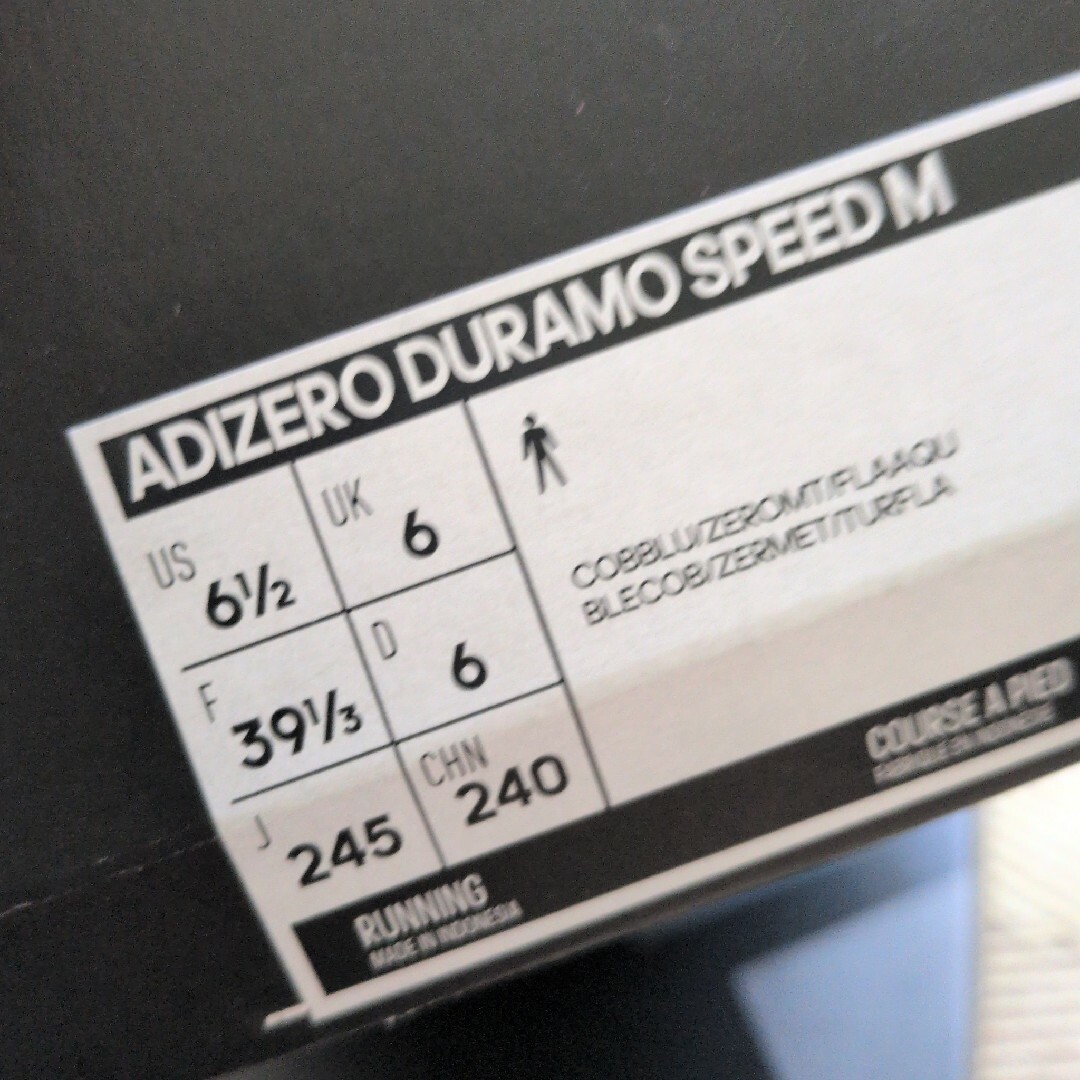 ADIZERO DURAMO SPEED M
US 6½
UK 6
F 39⅓
D 6
J 245
CHN 240
COBBLU/ZEROMT/FLAAQU
BLECOB/ZERMET/TURFLA
RUNNING
MADE IN INDONESIA
COURSE A PIED